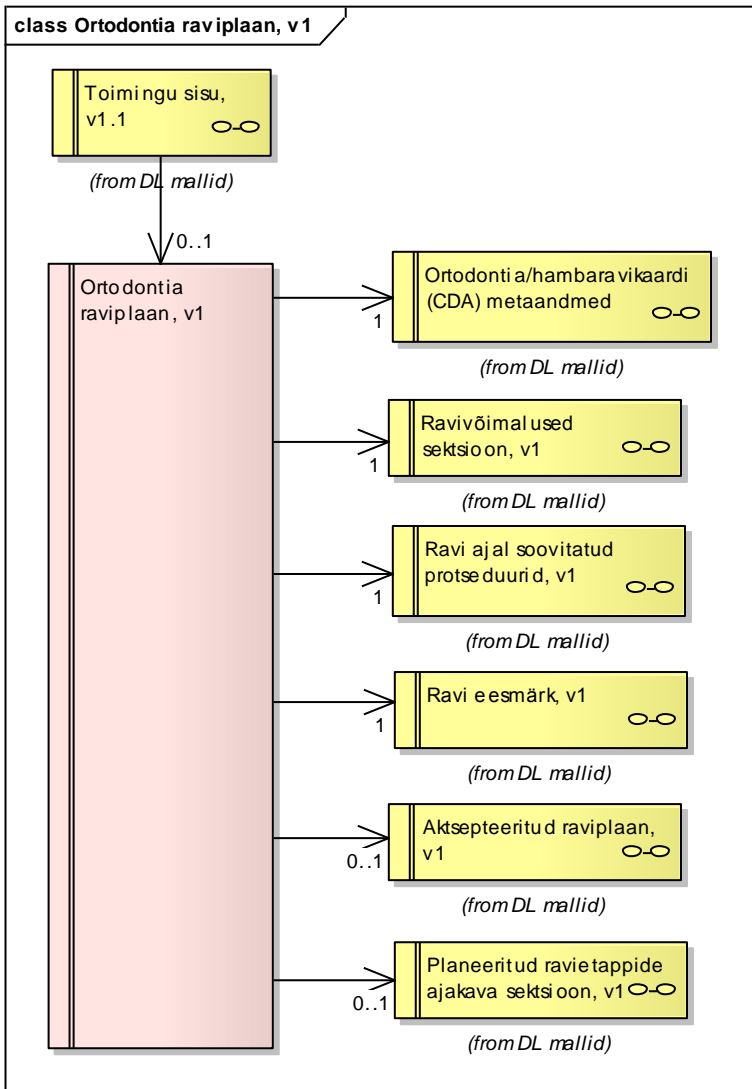 class Ortodontia raviplaan, v1
Toimingu sisu,
v1.1
(from DL mallid)
0..1
Ortodontia
raviplaan, v1
Ortodontia/hambaravikaardi
(CDA) metaandmed
1
(from DL mallid)
Ravivõimalused
sektsioon, v1
1
(from DL mallid)
Ravi ajal soovitatud
protseduurid, v1
1
(from DL mallid)
Ravi eesmärk, v1
1
(from DL mallid)
Aktsepteeritud raviplaan,
v1
0..1
(from DL mallid)
Planeeritud ravietappide
ajakava sektsioon, v1
0..1
(from DL mallid)